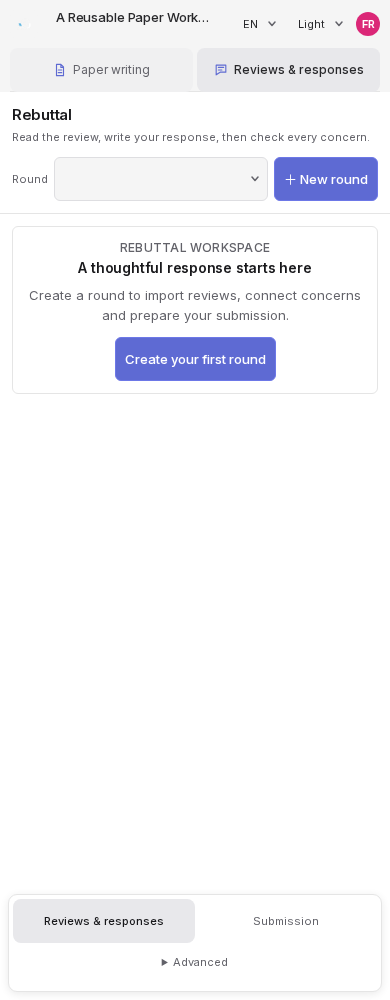 A Reusable Paper Work…
EN
Light
FR
Paper writing
Reviews & responses
Rebuttal
Read the review, write your response, then check every concern.
Round
New round
REBUTTAL WORKSPACE
A thoughtful response starts here
Create a round to import reviews, connect concerns
and prepare your submission.
Create your first round
Reviews & responses
Submission
Advanced